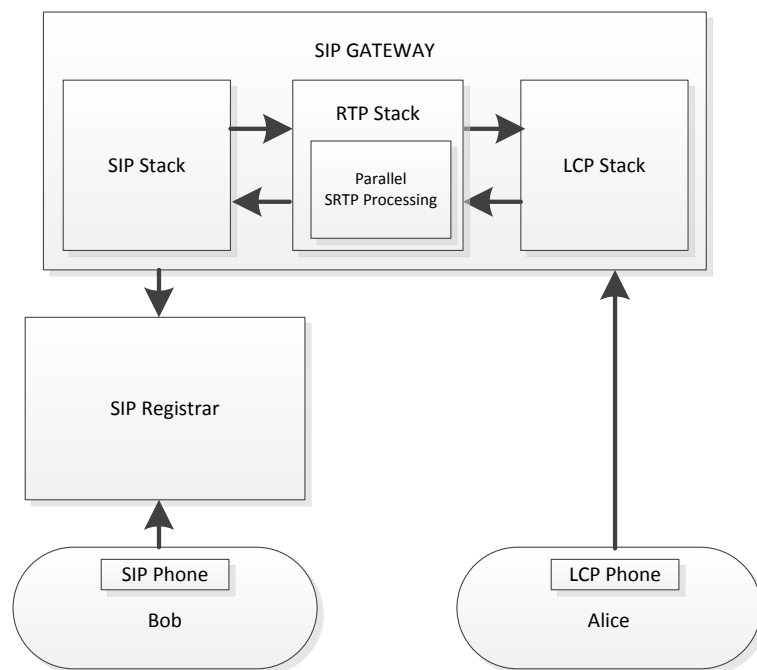 SIP GATEWAY
SIP Stack
RTP Stack
Parallel
SRTP Processing
LCP Stack
SIP Registrar
SIP Phone
Bob
LCP Phone
Alice